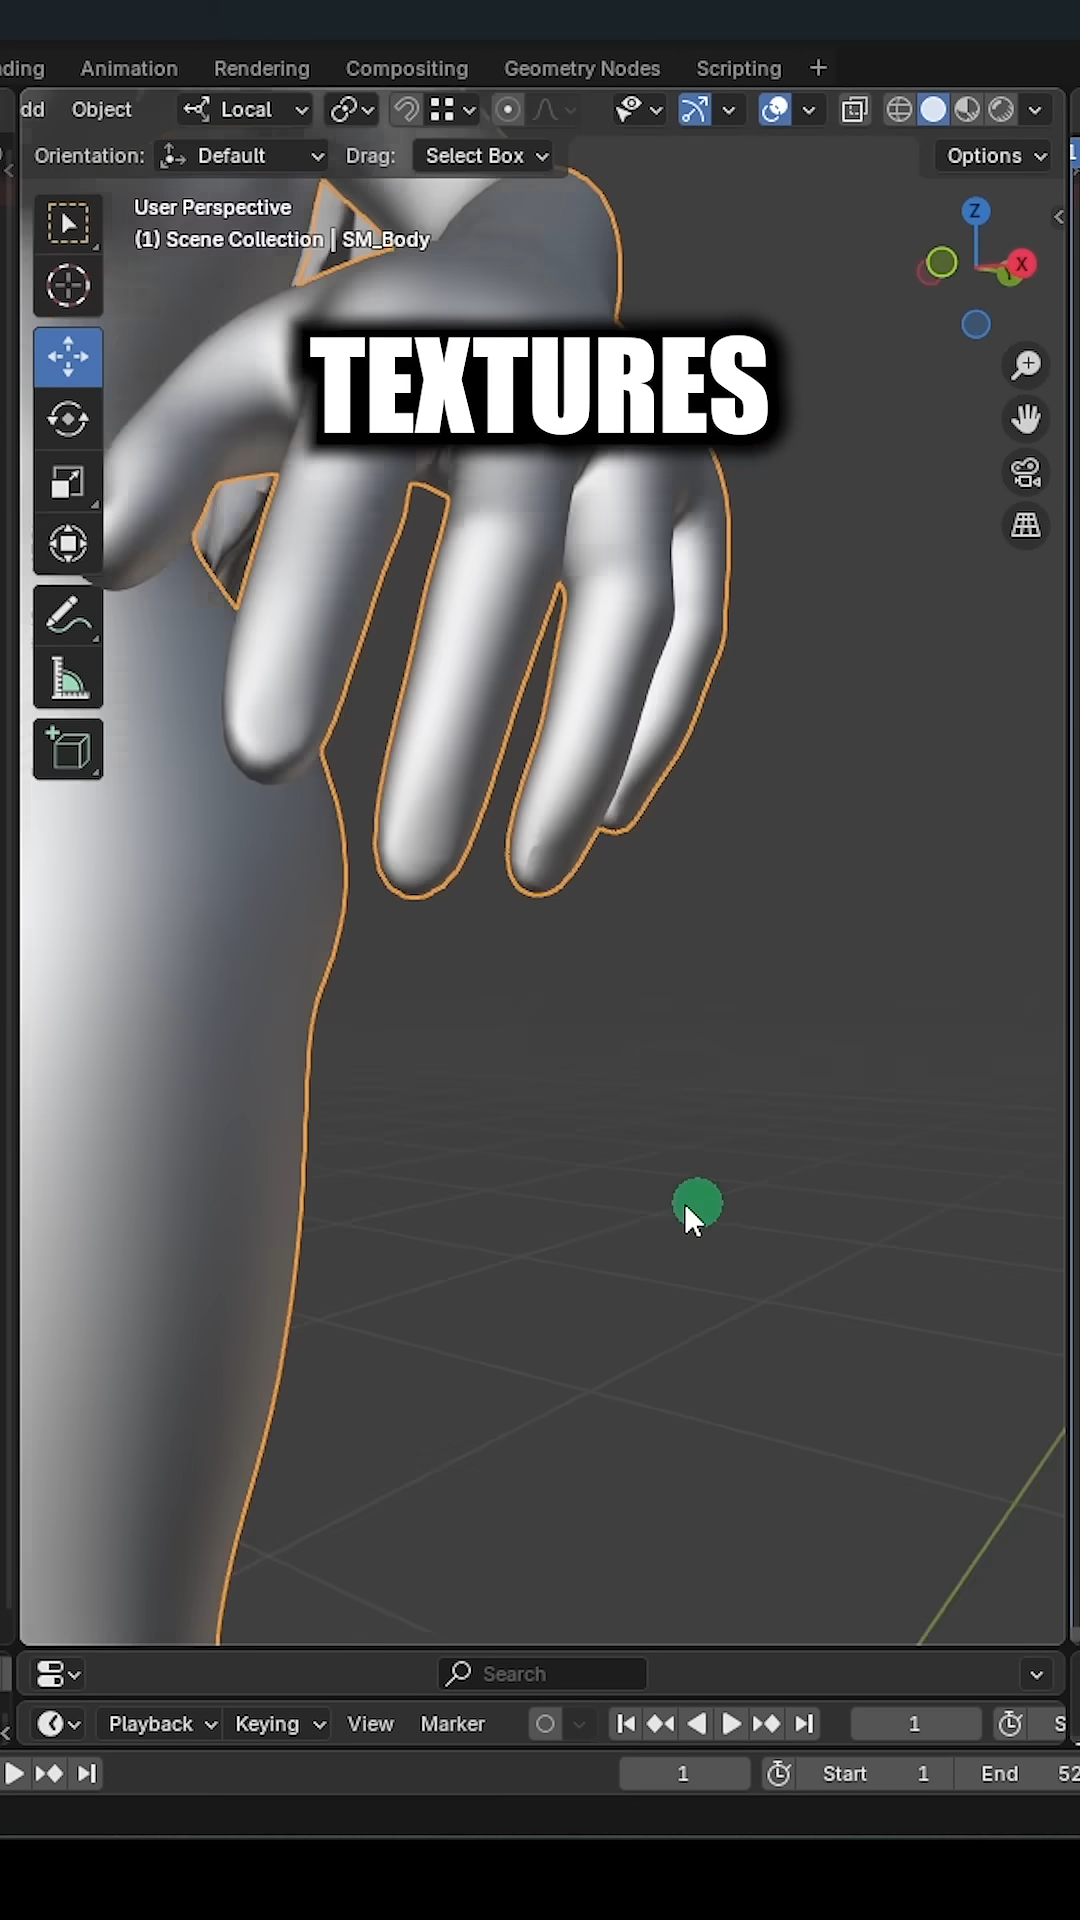 ding Animation Rendering Compositing Geometry Nodes Scripting +
dd Object Local
Orientation: Default Drag: Select Box Options
User Perspective
(1) Scene Collection | SM_Body
Z
X
TEXTURES
Search
Playback Keying View Marker 1 S
1 Start 1 End 52